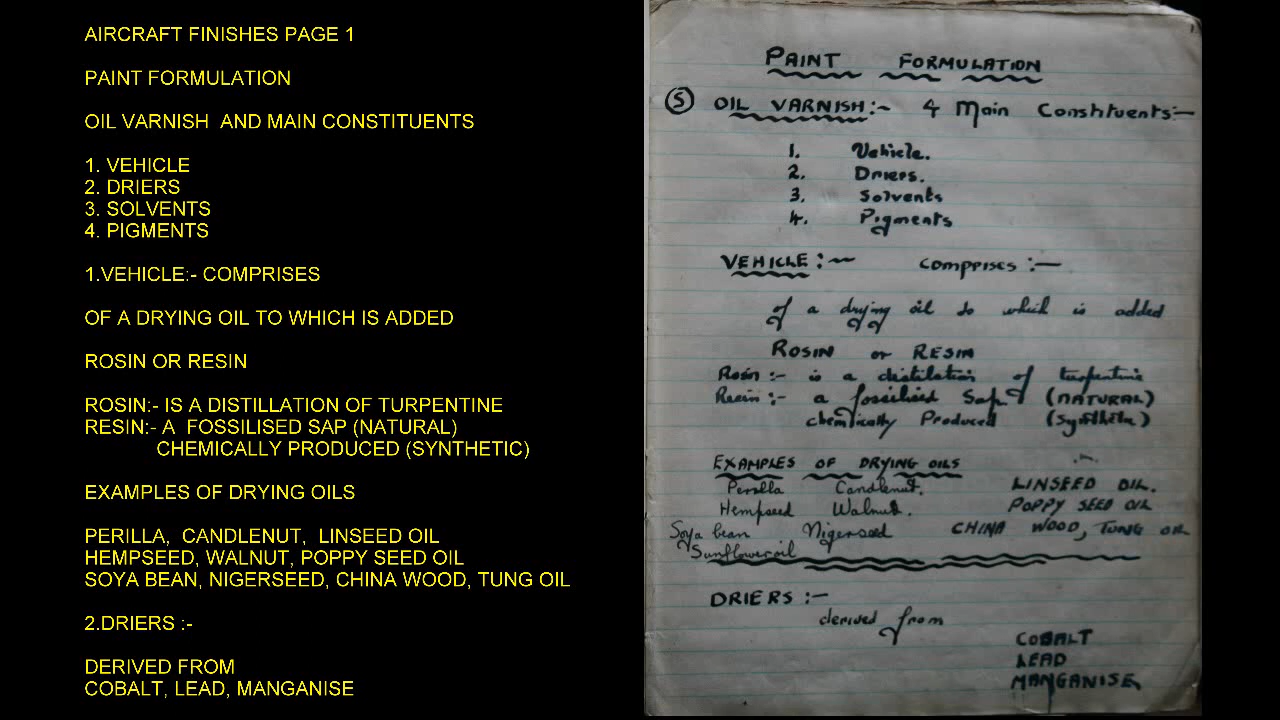 AIRCRAFT FINISHES PAGE 1
PAINT FORMULATION
OIL VARNISH AND MAIN CONSTITUENTS
1. VEHICLE
2. DRIERS
3. SOLVENTS
4. PIGMENTS
1.VEHICLE:- COMPRISES
OF A DRYING OIL TO WHICH IS ADDED
ROSIN OR RESIN
ROSIN:- IS A DISTILLATION OF TURPENTINE
RESIN:- A FOSSILISED SAP (NATURAL)
CHEMICALLY PRODUCED (SYNTHETIC)
EXAMPLES OF DRYING OILS
PERILLA, CANDLENUT, LINSEED OIL
HEMPSEED, WALNUT, POPPY SEED OIL
SOYA BEAN, NIGERSEED, CHINA WOOD, TUNG OIL
2.DRIERS :-
DERIVED FROM
COBALT, LEAD, MANGANISE
PAINT FORMULATION
5 OIL VARNISH:~ 4 Main Constituents:-
1. Vehicle.
2. Driers.
3. Solvents
4. Pigments
VEHICLE:~ comprises:-
of a drying oil to which is added
ROSIN or RESIN
Rosin:- is a distilation of turpentine
Resin:- a fossilised Sap (NATURAL)
chemically Produced (Synthetic)
EXAMPLES OF DRYING OILS
Perilla Candlenut. LINSEED OIL.
Hempseed Walnut. POPPY SEED OIL
Soya bean Nigerseed CHINA WOOD, TUNG OIL
Sunflower oil
DRIERS:-
derived from
COBALT
LEAD
MANGANISE